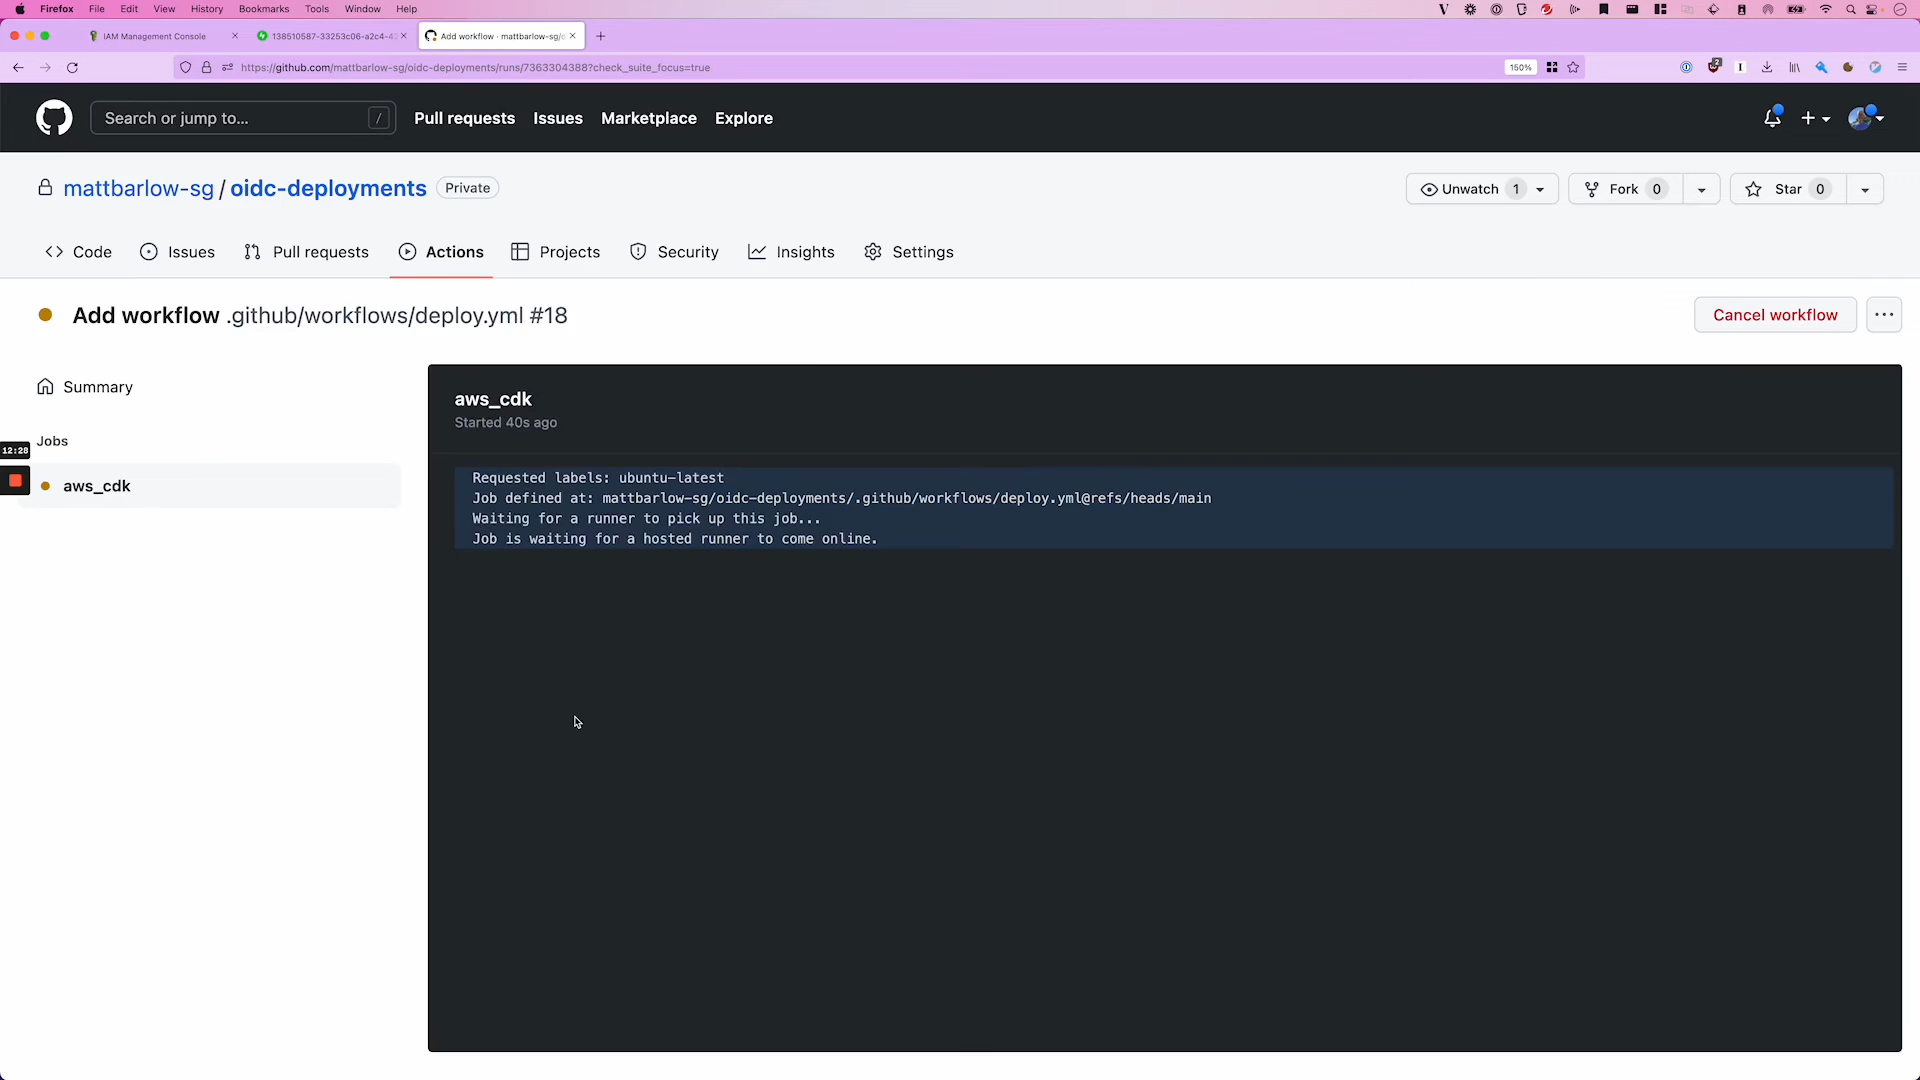 Firefox File Edit View History Bookmarks Tools Window Help
IAM Management Console
138510587-33253c06-a2c4-4
Add workflow · mattbarlow-sg/o
https://github.com/mattbarlow-sg/oidc-deployments/runs/7363304388?check_suite_focus=true
150%
2
Search or jump to...
/
Pull requests Issues Marketplace Explore
mattbarlow-sg / oidc-deployments Private
Unwatch 1
Fork 0
Star 0
Code Issues Pull requests Actions Projects Security Insights Settings
Add workflow .github/workflows/deploy.yml #18
Cancel workflow
Summary
aws_cdk
Started 40s ago
Jobs
12:28
aws_cdk
Requested labels: ubuntu-latest
Job defined at: mattbarlow-sg/oidc-deployments/.github/workflows/deploy.yml@refs/heads/main
Waiting for a runner to pick up this job...
Job is waiting for a hosted runner to come online.